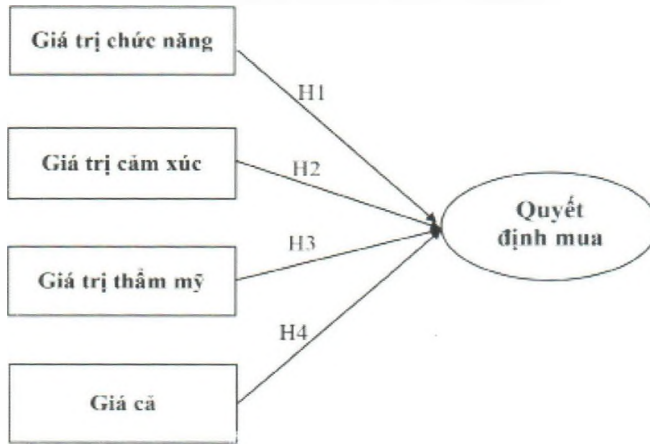 Giá trị chức năng
H1
Giá trị cảm xúc
H2
Quyết
định mua
H3
Giá trị thẩm mỹ
H4
Giá cả